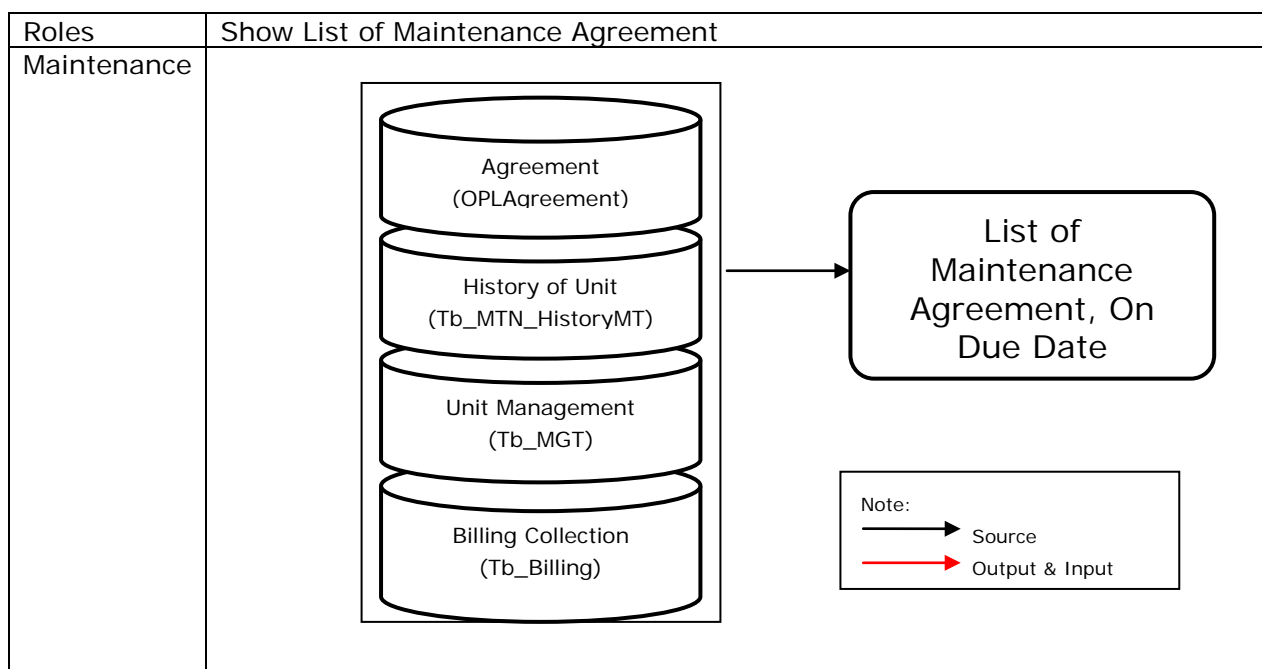 Roles
Show List of Maintenance Agreement
Maintenance
Agreement
(OPLAgreement)
History of Unit
(Tb_MTN_HistoryMT)
Unit Management
(Tb_MGT)
Billing Collection
(Tb_Billing)
List of
Maintenance
Agreement, On
Due Date
Note:
Source
Output & Input